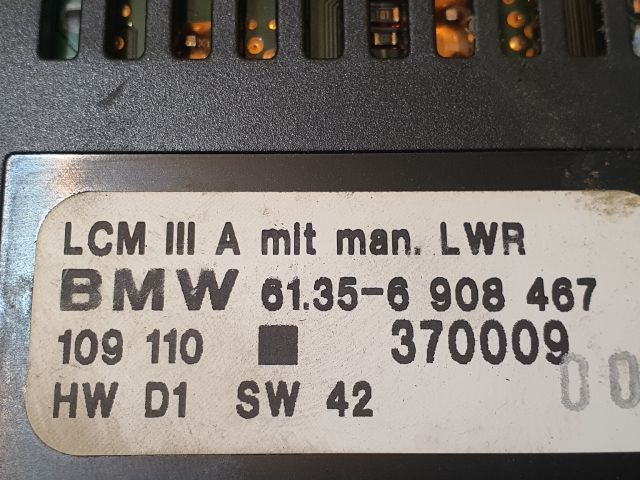 LCM III A mit man. LWR
BMW 61.35-6 908 467
109 110 ■ 370009
HW D1 SW 42
00